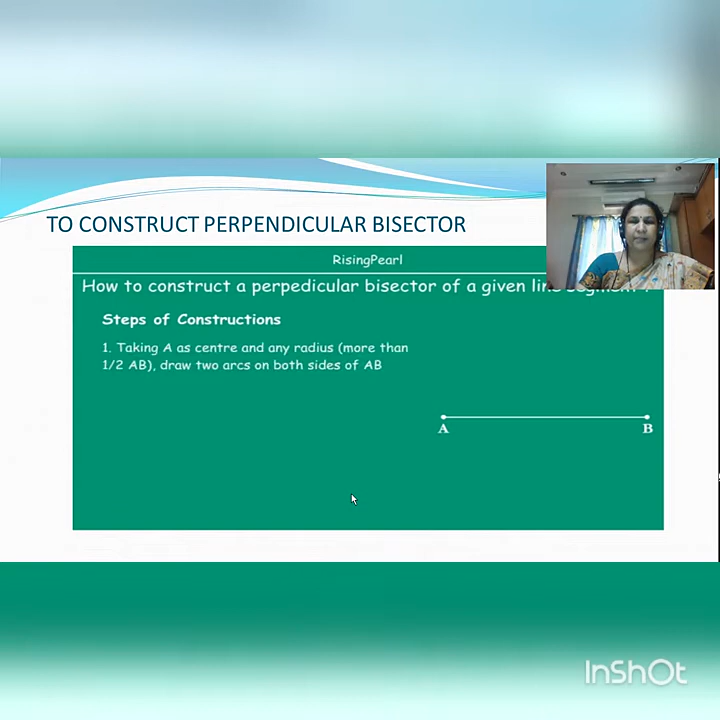 TO CONSTRUCT PERPENDICULAR BISECTOR
RisingPearl
How to construct a perpedicular bisector of a given line segment ?
Steps of Constructions
1. Taking A as centre and any radius (more than
1/2 AB), draw two arcs on both sides of AB
A B
InShOt